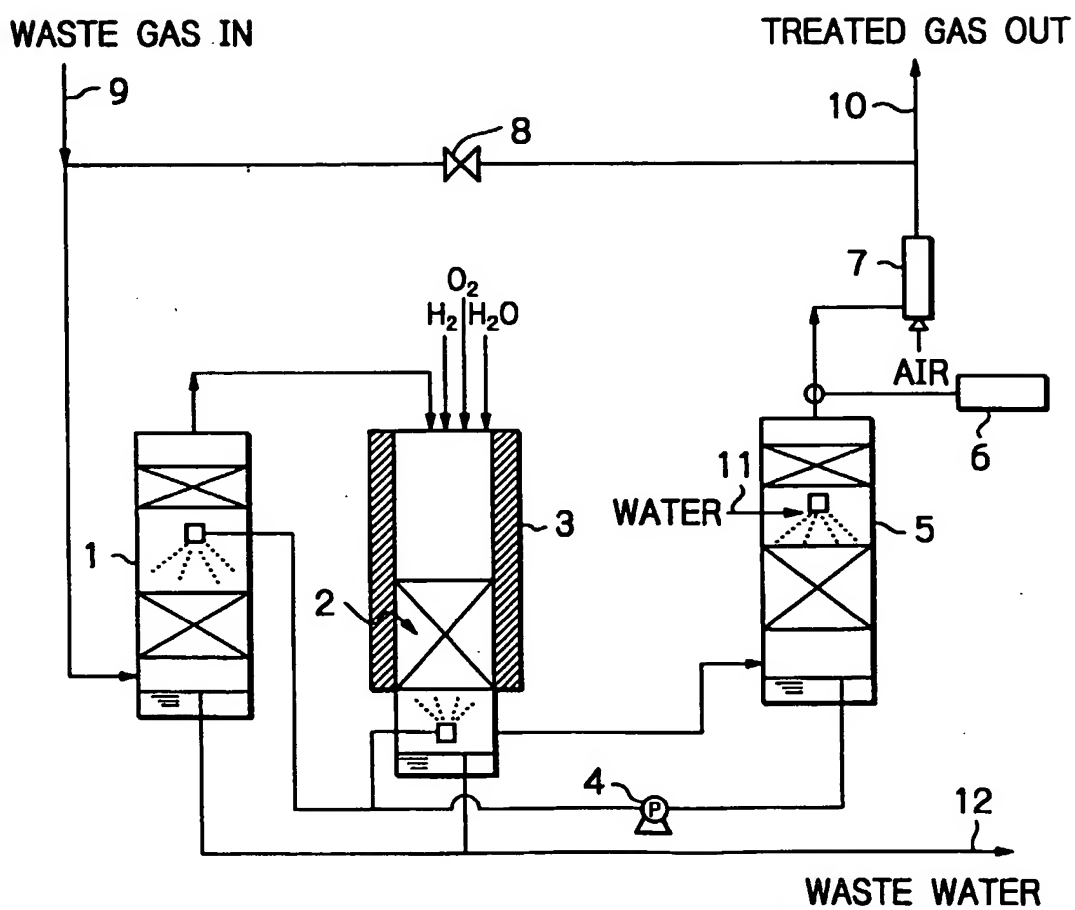 WASTE GAS IN
TREATED GAS OUT
9
10
8
7
O2
H2
H2O
AIR
6
11
WATER
1
3
5
2
4
P
12
WASTE WATER